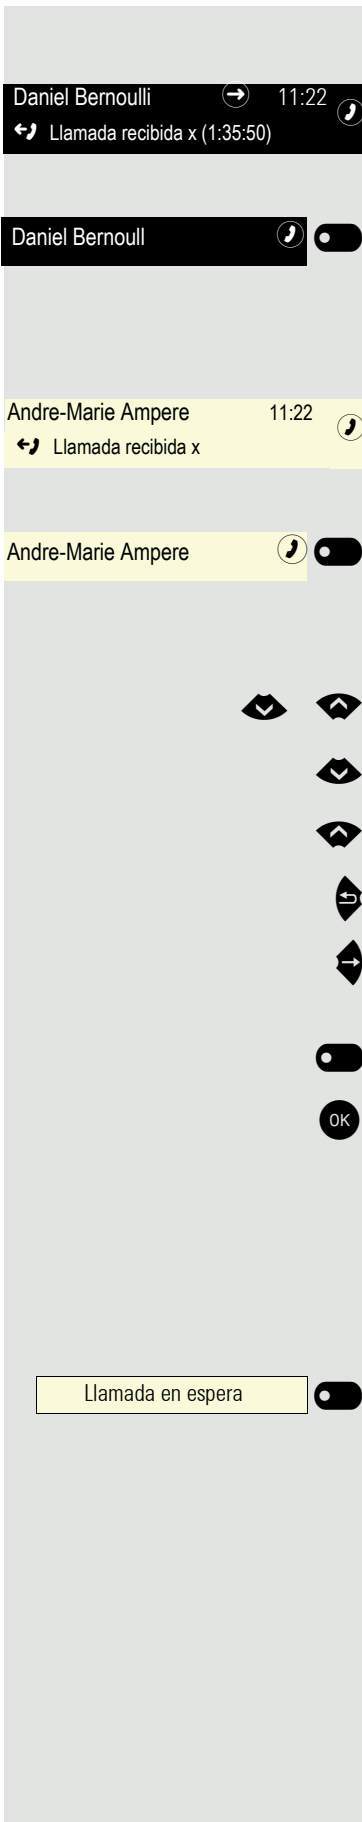 Daniel Bernoulli 11:22
Llamada recibida x (1:35:50)
Daniel Bernoull
Andre-Marie Ampere 11:22
Llamada recibida x
Andre-Marie Ampere
OK
Llamada en espera